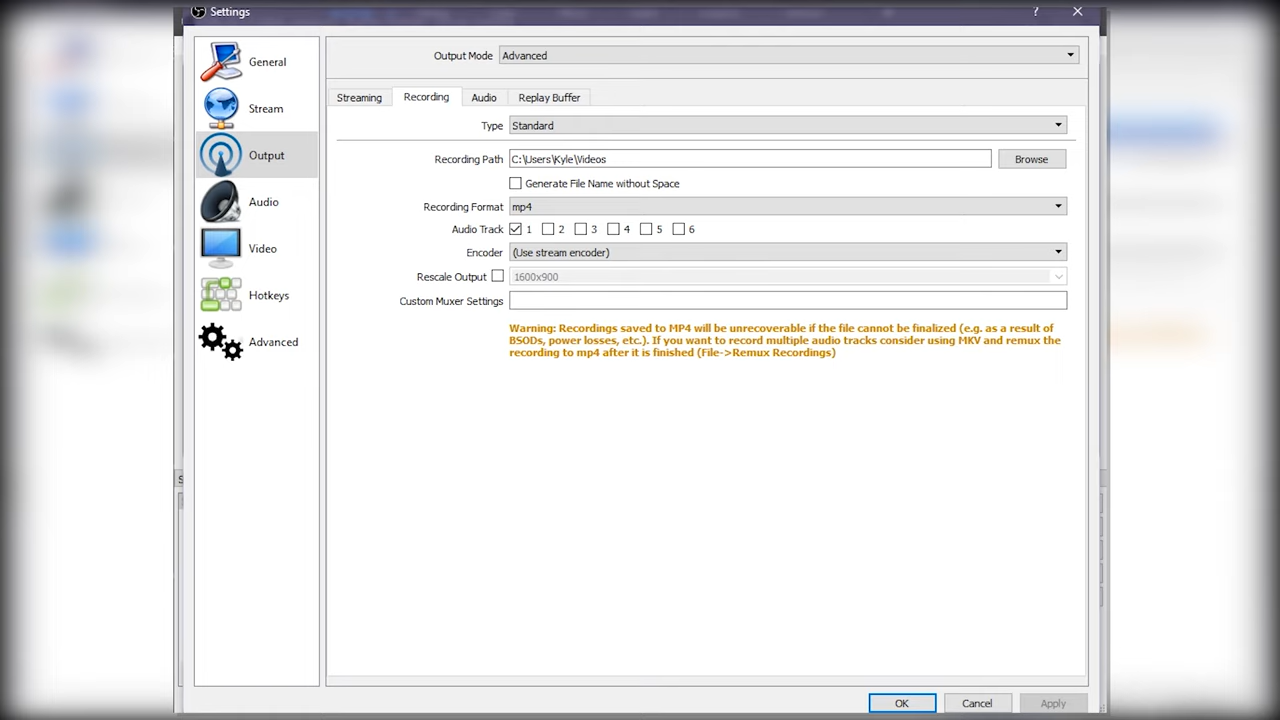 Settings
?
General
Stream
Output
Audio
Video
Hotkeys
Advanced
Output Mode Advanced
Streaming Recording Audio Replay Buffer
Type Standard
Recording Path C:\Users\Kyle\Videos Browse
Generate File Name without Space
Recording Format mp4
Audio Track 1 2 3 4 5 6
Encoder (Use stream encoder)
Rescale Output 1600x900
Custom Muxer Settings
Warning: Recordings saved to MP4 will be unrecoverable if the file cannot be finalized (e.g. as a result of
BSODs, power losses, etc.). If you want to record multiple audio tracks consider using MKV and remux the
recording to mp4 after it is finished (File->Remux Recordings)
OK Cancel Apply